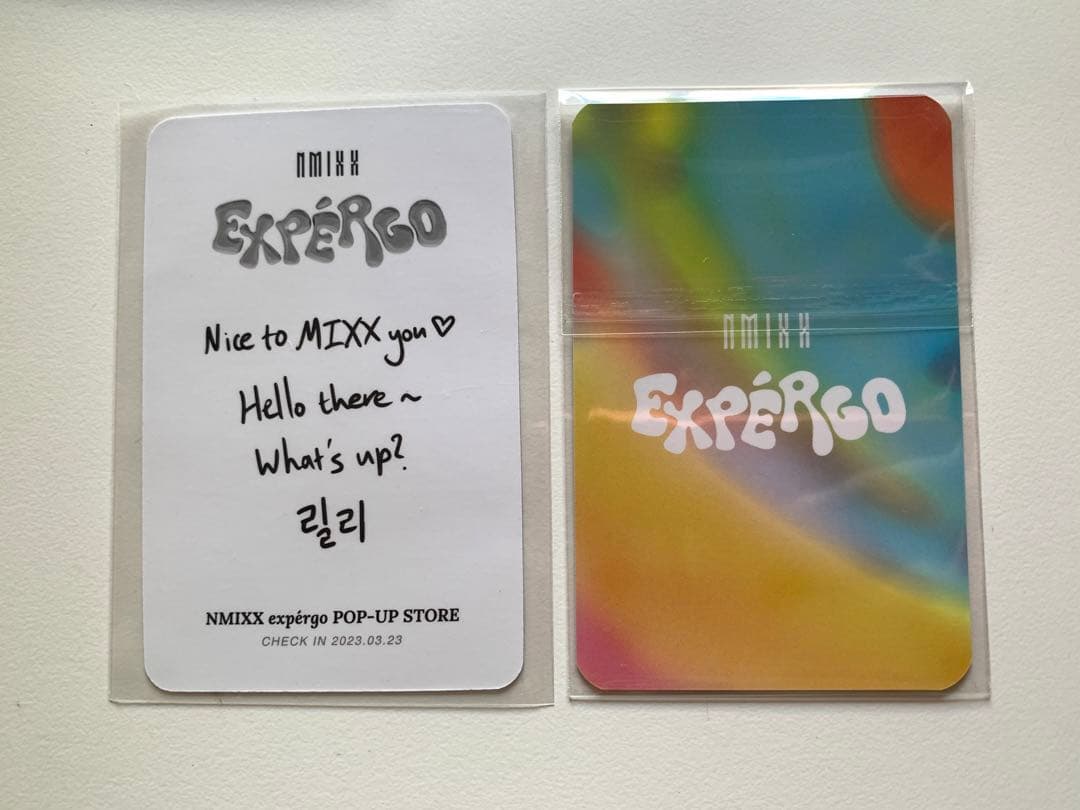 NMIXX
EXPÉRGO
Nice to MIXX you♡
Hello there ~
What's up?
릴리
NMIXX expérgo POP-UP STORE
CHECK IN 2023.03.23
NMIXX
EXPÉRGO